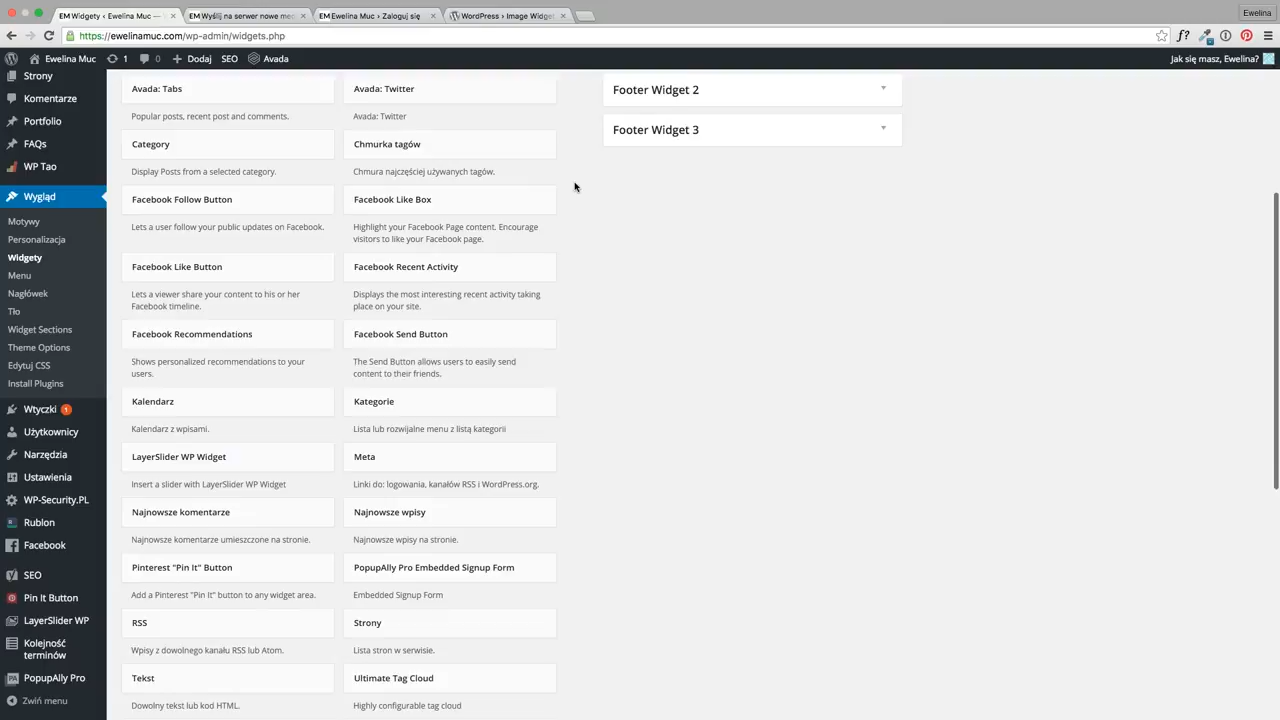 EM Widgety ‹ Ewelina Muc —
EM Wyślij na serwer nowe med
EM Ewelina Muc › Zaloguj się
WordPress › Image Widget
Ewelina
https://ewelinamuc.com/wp-admin/widgets.php
f?
Ewelina Muc
1
0
Dodaj
SEO
Avada
Jak się masz, Ewelina?
Strony
Komentarze
Portfolio
FAQs
WP Tao
Wygląd
Motywy
Personalizacja
Widgety
Menu
Nagłówek
Tło
Widget Sections
Theme Options
Edytuj CSS
Install Plugins
Wtyczki 1
Użytkownicy
Narzędzia
Ustawienia
WP-Security.PL
Rublon
Facebook
SEO
Pin It Button
LayerSlider WP
Kolejność
terminów
PopupAlly Pro
Zwiń menu
Avada: Tabs
Popular posts, recent post and comments.
Avada: Twitter
Avada: Twitter
Category
Display Posts from a selected category.
Chmurka tagów
Chmura najczęściej używanych tagów.
Facebook Follow Button
Lets a user follow your public updates on Facebook.
Facebook Like Box
Highlight your Facebook Page content. Encourage
visitors to like your Facebook page.
Facebook Like Button
Lets a viewer share your content to his or her
Facebook timeline.
Facebook Recent Activity
Displays the most interesting recent activity taking
place on your site.
Facebook Recommendations
Shows personalized recommendations to your
users.
Facebook Send Button
The Send Button allows users to easily send
content to their friends.
Kalendarz
Kalendarz z wpisami.
Kategorie
Lista lub rozwijalne menu z listą kategorii
LayerSlider WP Widget
Insert a slider with LayerSlider WP Widget
Meta
Linki do: logowania, kanałów RSS i WordPress.org.
Najnowsze komentarze
Najnowsze komentarze umieszczone na stronie.
Najnowsze wpisy
Najnowsze wpisy na stronie.
Pinterest "Pin It" Button
Add a Pinterest "Pin It" button to any widget area.
PopupAlly Pro Embedded Signup Form
Embedded Signup Form
RSS
Wpisy z dowolnego kanału RSS lub Atom.
Strony
Lista stron w serwisie.
Tekst
Dowolny tekst lub kod HTML.
Ultimate Tag Cloud
Highly configurable tag cloud
Footer Widget 2
Footer Widget 3